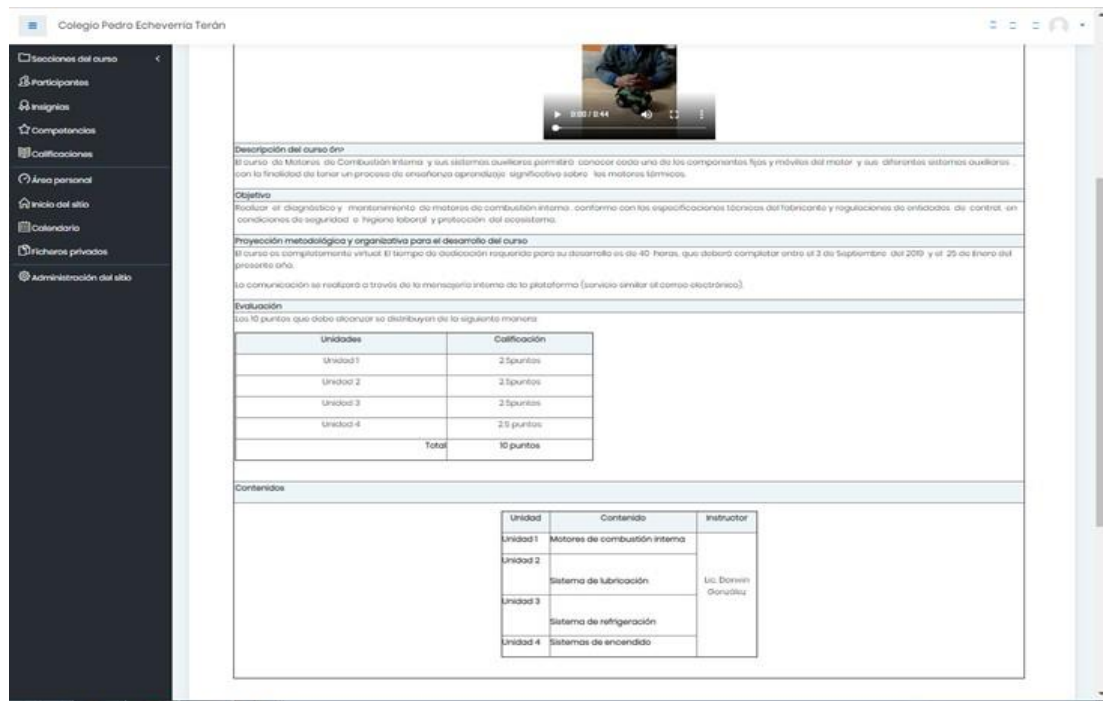 Colegio Pedro Echeverría Terán
Secciones del curso
Participantes
Insignias
Competencias
Calificaciones
Área personal
Inicio del sitio
Calendario
Ficheros privados
Administración del sitio
0:00 / 0:44
Descripción del curso ón>
El curso de Motores de Combustión Interna y sus sistemas auxiliares permitirá conocer cada una de los componentes fijos y móviles del motor y sus diferentes sistemas auxiliares ,
con la finalidad de tener un proceso de enseñanza aprendizaje significativo sobre los motores térmicos.
Objetivo
Realizar el diagnóstico y mantenimiento de motores de combustión interna , conforme con las especificaciones técnicas del fabricante y regulaciones de entidades de control, en
condiciones de seguridad e higiene laboral y protección del ecosistema.
Proyección metodológica y organizativa para el desarrollo del curso
El curso es completamente virtual. El tiempo de dedicación requerido para su desarrollo es de 40 horas, que deberá completar entre el 3 de Septiembre del 2019 y el 25 de Enero del
presente año.
La comunicación se realizará a través de la mensajería interna de la plataforma (servicio similar al correo electrónico).
Evaluación
Los 10 puntos que debe alcanzar se distribuyen de la siguiente manera:
Unidades Calificación
Unidad 1 2.5puntos
Unidad 2 2.5puntos
Unidad 3 2.5puntos
Unidad 4 2.5 puntos
Total 10 puntos
Contenidos
Unidad Contenido Instructor
Unidad 1 Motores de combustión interna
Unidad 2
Sistema de lubricación
Lic. Darwin
González
Unidad 3
Sistema de refrigeración
Unidad 4 Sistemas de encendido